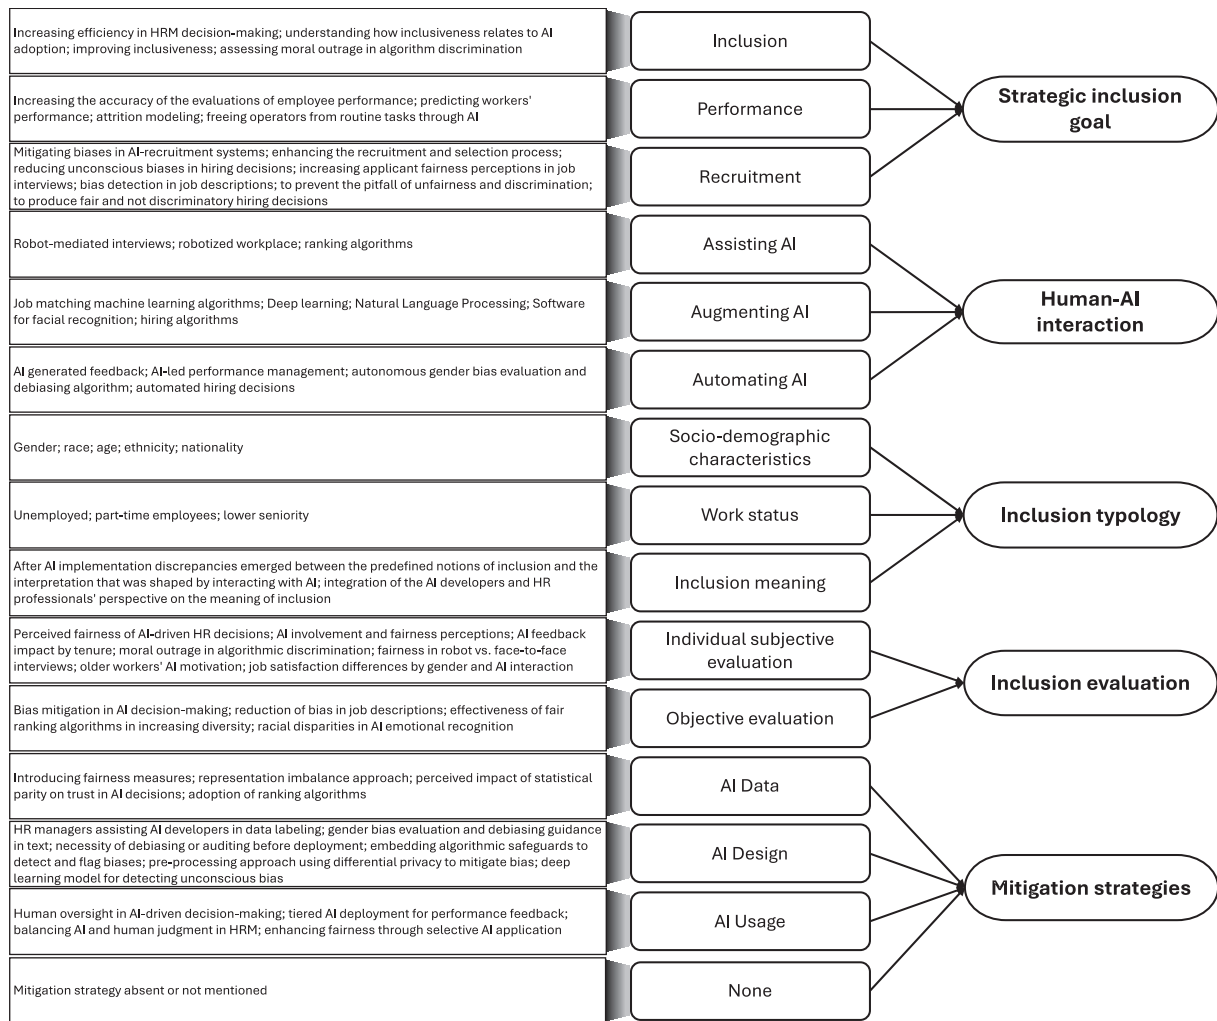 Increasing efficiency in HRM decision-making; understanding how inclusiveness relates to AI
adoption; improving inclusiveness; assessing moral outrage in algorithm discrimination
Inclusion
Increasing the accuracy of the evaluations of employee performance; predicting workers'
performance; attrition modeling; freeing operators from routine tasks through AI
Performance
Strategic inclusion
goal
Mitigating biases in AI-recruitment systems; enhancing the recruitment and selection process;
reducing unconscious biases in hiring decisions; increasing applicant fairness perceptions in job
interviews; bias detection in job descriptions; to prevent the pitfall of unfairness and discrimination;
to produce fair and not discriminatory hiring decisions
Recruitment
Robot-mediated interviews; robotized workplace; ranking algorithms
Assisting AI
Job matching machine learning algorithms; Deep learning; Natural Language Processing; Software
for facial recognition; hiring algorithms
Augmenting AI
Human-AI
interaction
AI generated feedback; AI-led performance management; autonomous gender bias evaluation and
debiasing algorithm; automated hiring decisions
Automating AI
Gender; race; age; ethnicity; nationality
Socio-demographic
characteristics
Unemployed; part-time employees; lower seniority
Work status
Inclusion typology
After AI implementation discrepancies emerged between the predefined notions of inclusion and the
interpretation that was shaped by interacting with AI; integration of the AI developers and HR
professionals' perspective on the meaning of inclusion
Inclusion meaning
Perceived fairness of AI-driven HR decisions; AI involvement and fairness perceptions; AI feedback
impact by tenure; moral outrage in algorithmic discrimination; fairness in robot vs. face-to-face
interviews; older workers' AI motivation; job satisfaction differences by gender and AI interaction
Individual subjective
evaluation
Inclusion evaluation
Bias mitigation in AI decision-making; reduction of bias in job descriptions; effectiveness of fair
ranking algorithms in increasing diversity; racial disparities in AI emotional recognition
Objective evaluation
Introducing fairness measures; representation imbalance approach; perceived impact of statistical
parity on trust in AI decisions; adoption of ranking algorithms
AI Data
HR managers assisting AI developers in data labeling; gender bias evaluation and debiasing guidance
in text; necessity of debiasing or auditing before deployment; embedding algorithmic safeguards to
detect and flag biases; pre-processing approach using differential privacy to mitigate bias; deep
learning model for detecting unconscious bias
AI Design
Mitigation strategies
Human oversight in AI-driven decision-making; tiered AI deployment for performance feedback;
balancing AI and human judgment in HRM; enhancing fairness through selective AI application
AI Usage
Mitigation strategy absent or not mentioned
None